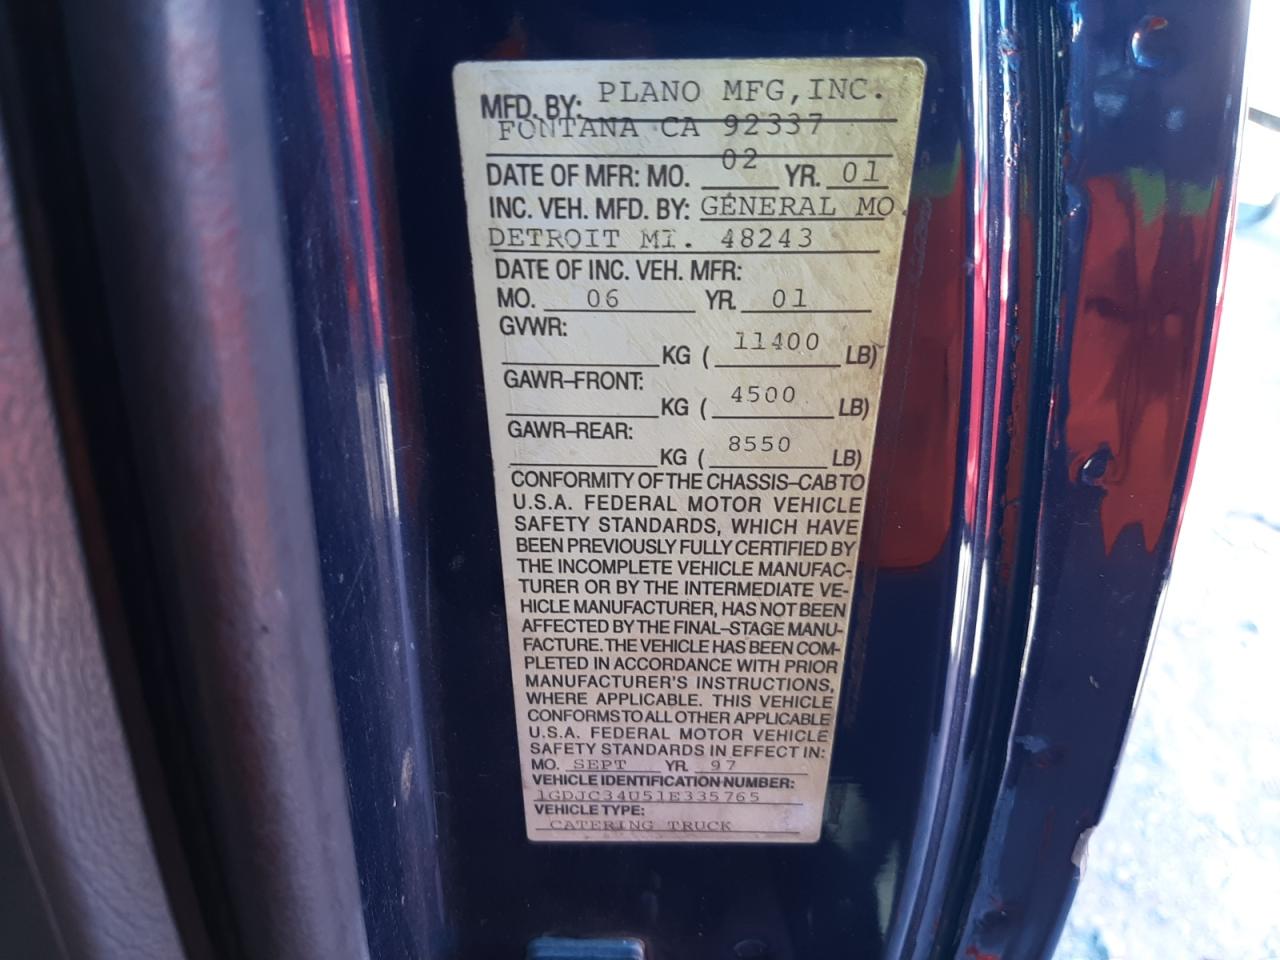 MFD. BY: PLANO MFG, INC.
FONTANA CA 92337
DATE OF MFR: MO. 02 YR. 01
INC. VEH. MFD. BY: GENERAL MO
DETROIT MI. 48243
DATE OF INC. VEH. MFR:
MO. 06 YR. 01
GVWR:
KG ( 11400 LB)
GAWR-FRONT:
KG ( 4500 LB)
GAWR-REAR:
KG ( 8550 LB)
CONFORMITY OF THE CHASSIS-CAB TO
U.S.A. FEDERAL MOTOR VEHICLE
SAFETY STANDARDS, WHICH HAVE
BEEN PREVIOUSLY FULLY CERTIFIED BY
THE INCOMPLETE VEHICLE MANUFAC-
TURER OR BY THE INTERMEDIATE VE-
HICLE MANUFACTURER, HAS NOT BEEN
AFFECTED BY THE FINAL-STAGE MANU-
FACTURE. THE VEHICLE HAS BEEN COM-
PLETED IN ACCORDANCE WITH PRIOR
MANUFACTURER'S INSTRUCTIONS,
WHERE APPLICABLE. THIS VEHICLE
CONFORMS TO ALL OTHER APPLICABLE
U.S.A. FEDERAL MOTOR VEHICLE
SAFETY STANDARDS IN EFFECT IN:
MO. SEPT YR. 97
VEHICLE IDENTIFICATION NUMBER:
1GDJC34U51E335765
VEHICLE TYPE:
CATERING TRUCK